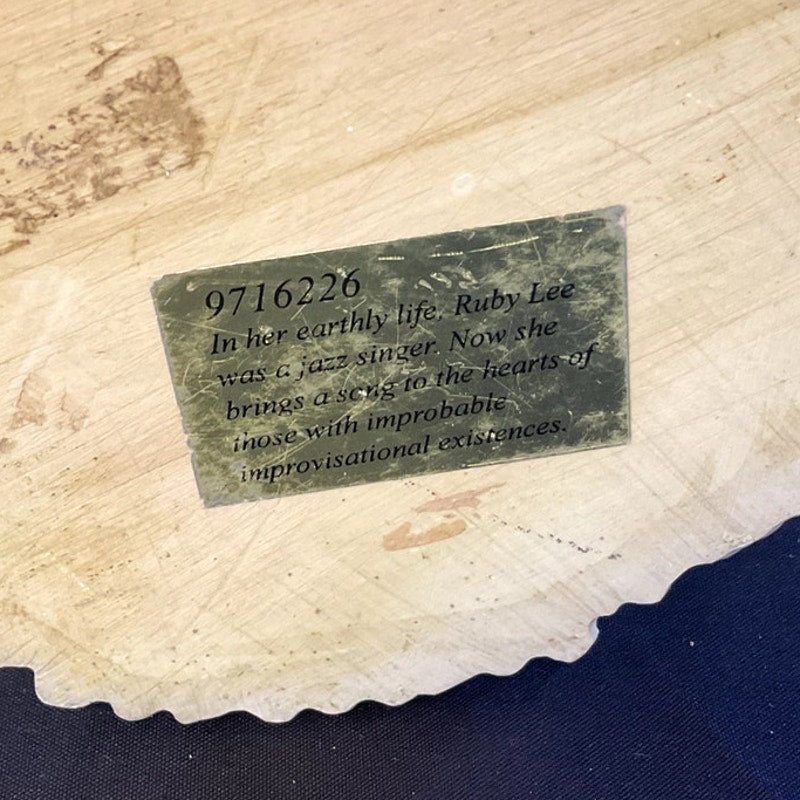 9716226
In her earthly life, Ruby Lee
was a jazz singer. Now she
brings a song to the hearts of
those with improbable
improvisational existences.